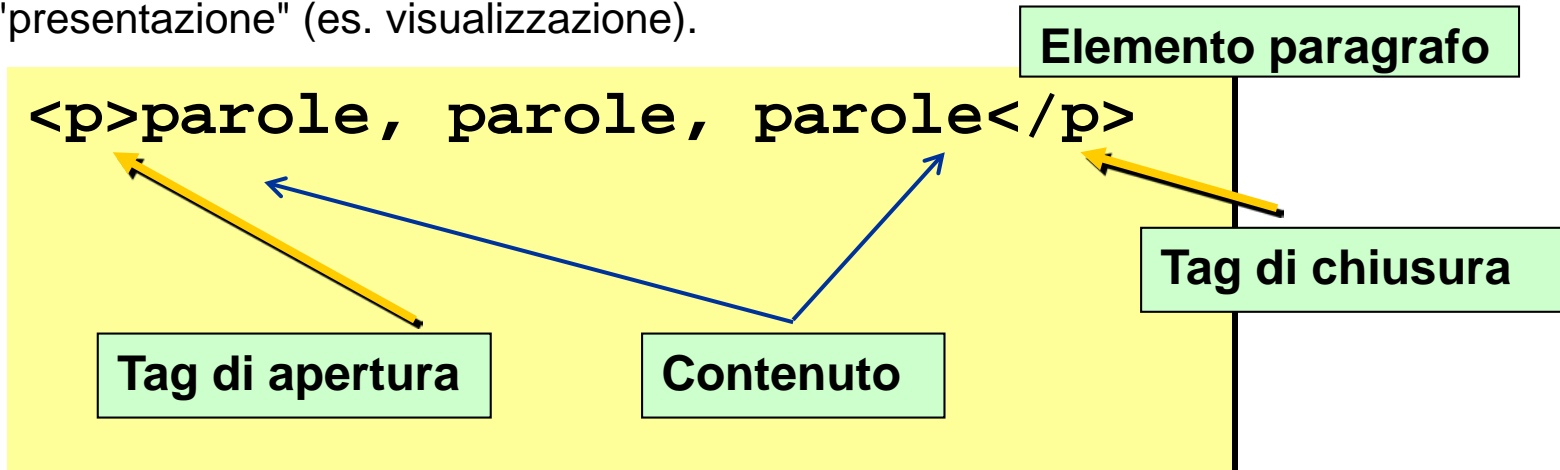 "presentazione" (es. visualizzazione).
Elemento paragrafo
<p>parole, parole, parole</p>
Tag di chiusura
Tag di apertura
Contenuto